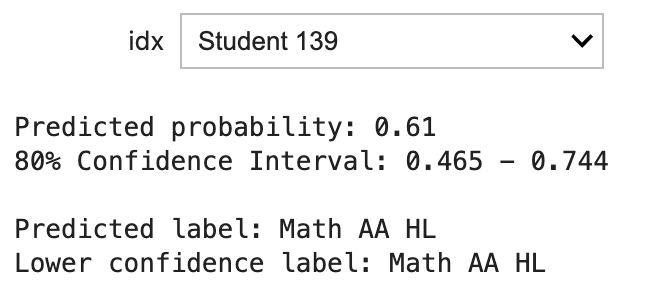 idx Student 139
Predicted probability: 0.61
80% Confidence Interval: 0.465 – 0.744
Predicted label: Math AA HL
Lower confidence label: Math AA HL